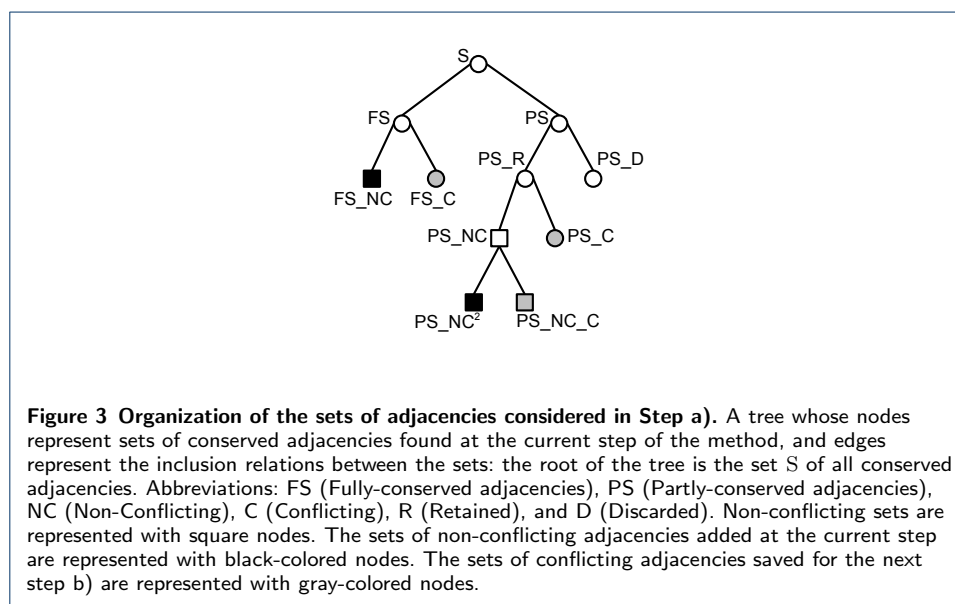 S
FS
PS
PS_R
PS_D
FS_NC
FS_C
PS_NC
PS_C
PS_NC²
PS_NC_C
Figure 3 Organization of the sets of adjacencies considered in Step a). A tree whose nodes
represent sets of conserved adjacencies found at the current step of the method, and edges
represent the inclusion relations between the sets: the root of the tree is the set S of all conserved
adjacencies. Abbreviations: FS (Fully-conserved adjacencies), PS (Partly-conserved adjacencies),
NC (Non-Conflicting), C (Conflicting), R (Retained), and D (Discarded). Non-conflicting sets are
represented with square nodes. The sets of non-conflicting adjacencies added at the current step
are represented with black-colored nodes. The sets of conflicting adjacencies saved for the next
step b) are represented with gray-colored nodes.